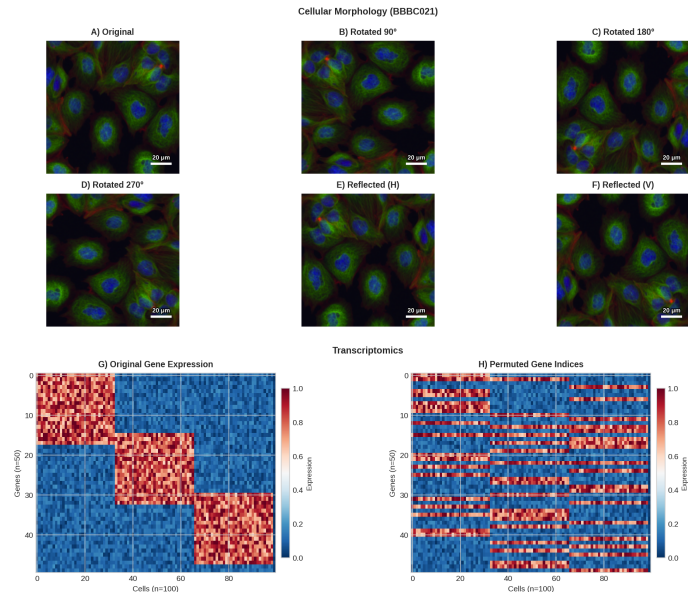 Cellular Morphology (BBBC021)
A) Original
B) Rotated 90°
C) Rotated 180°
20 μm
20 μm
20 μm
D) Rotated 270°
E) Reflected (H)
F) Reflected (V)
20 μm
20 μm
20 μm
Transcriptomics
G) Original Gene Expression
H) Permuted Gene Indices
Genes (n=50)
0
10
20
30
40
0
20
40
60
80
Cells (n=100)
1.0
0.8
0.6
0.4
0.2
0.0
Expression
Genes (n=50)
0
10
20
30
40
0
20
40
60
80
Cells (n=100)
1.0
0.8
0.6
0.4
0.2
0.0
Expression